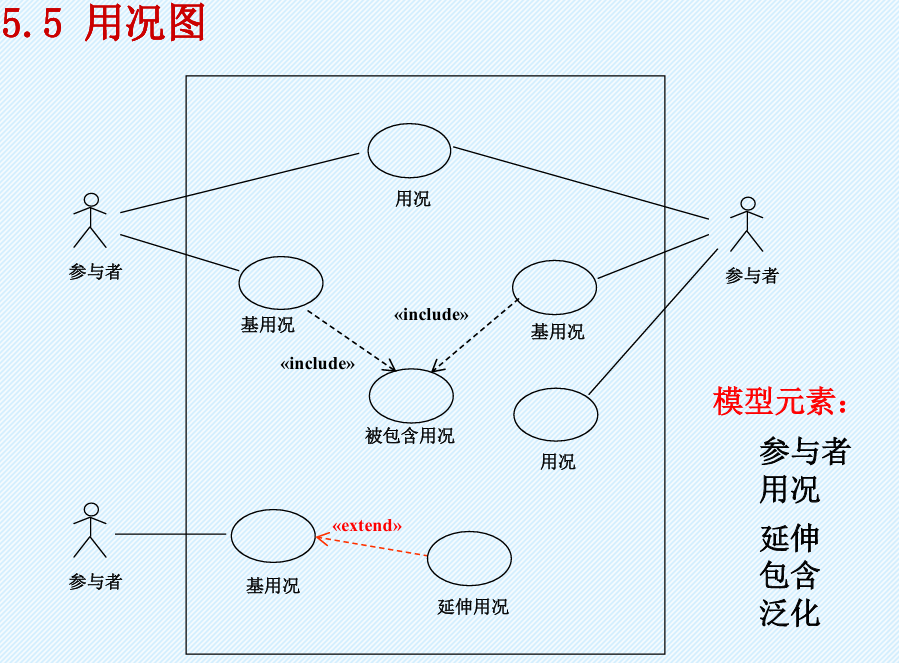 5.5 用况图
用况
参与者
参与者
基用况
«include»
基用况
«include»
被包含用况
用况
模型元素：
参与者
用况
延伸
包含
泛化
«extend»
参与者
基用况
延伸用况